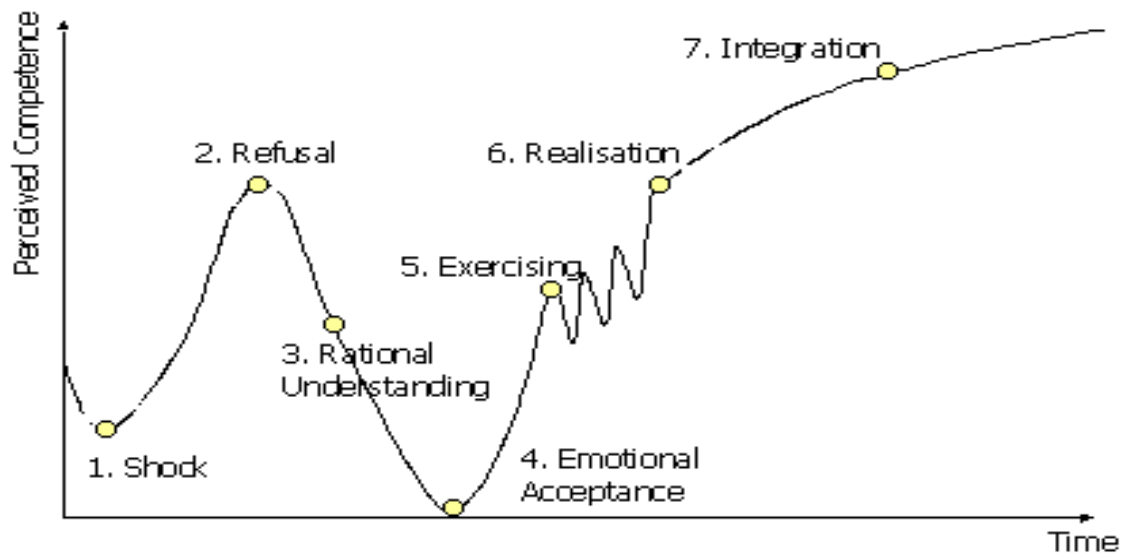 Perceived Competence
7. Integration
2. Refusal
6. Realisation
5. Exercising
3. Rational
Understanding
1. Shock
4. Emotional
Acceptance
Time